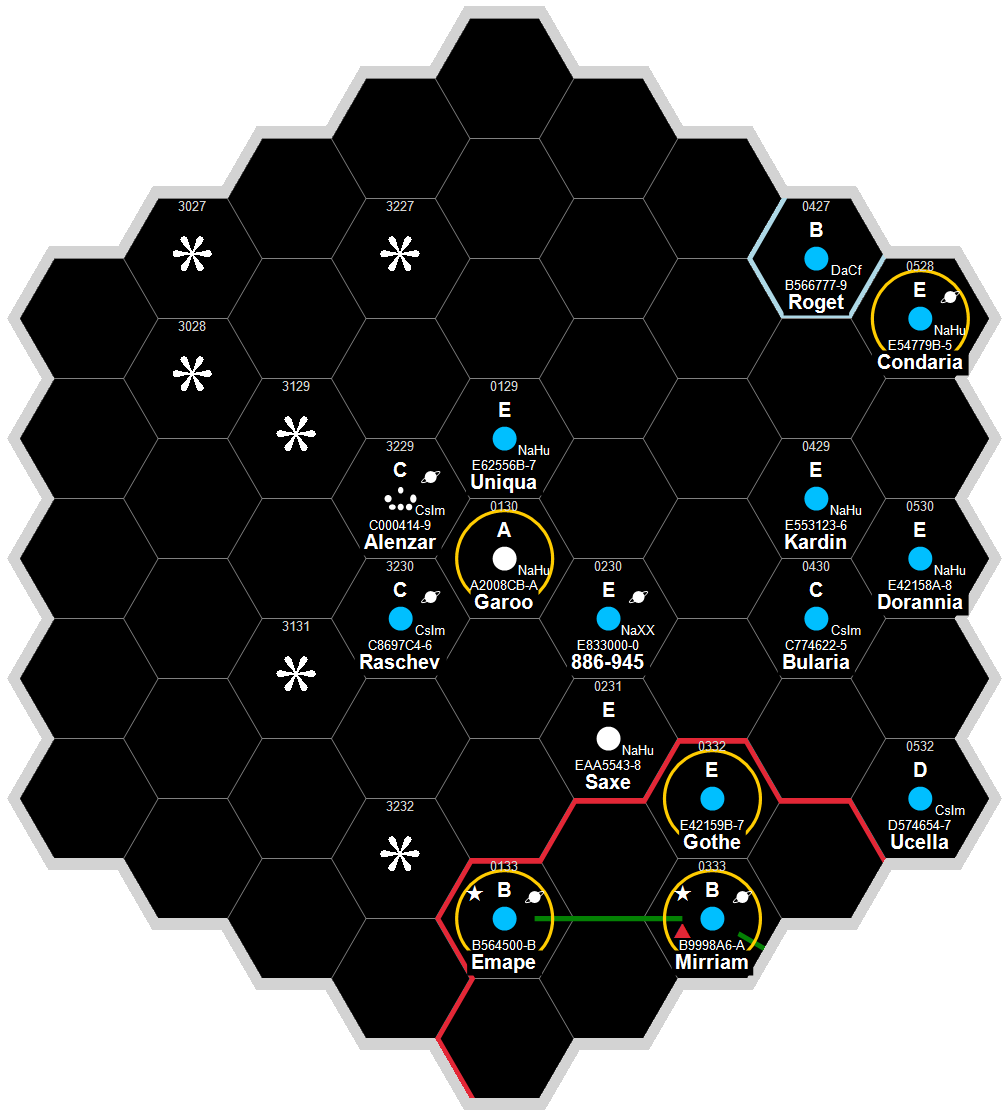 3027
3227
0427
B
DaCf
B566777-9
Roget
0528
E
NaHu
E54779B-5
Condaria
3028
3129
0129
E
NaHu
E62556B-7
Uniqua
3229
C
CsIm
C000414-9
Alenzar
0429
E
NaHu
E553123-6
Kardin
0130
A
NaHu
A2008CB-A
Garoo
0530
E
NaHu
E42158A-8
Dorannia
3230
C
CsIm
C8697C4-6
Raschev
0230
E
NaXX
E833000-0
886-945
0430
C
CsIm
C774622-5
Bularia
3131
0231
E
NaHu
EAA5543-8
Saxe
0332
E
E42159B-7
Gothe
0532
D
CsIm
D574654-7
Ucella
3232
0133
B
B564500-B
Emape
0333
B
B9998A6-A
Mirriam